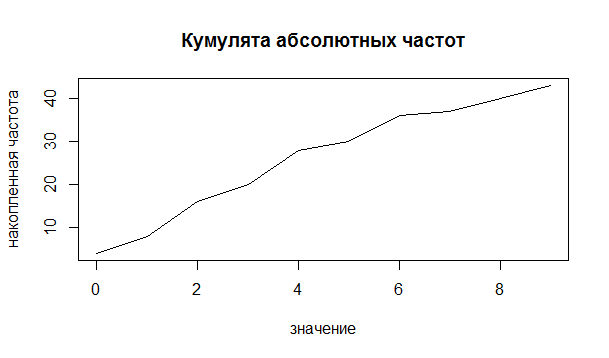 Кумулята абсолютных частот
накопленная частота
40
30
20
10
0 2 4 6 8
значение